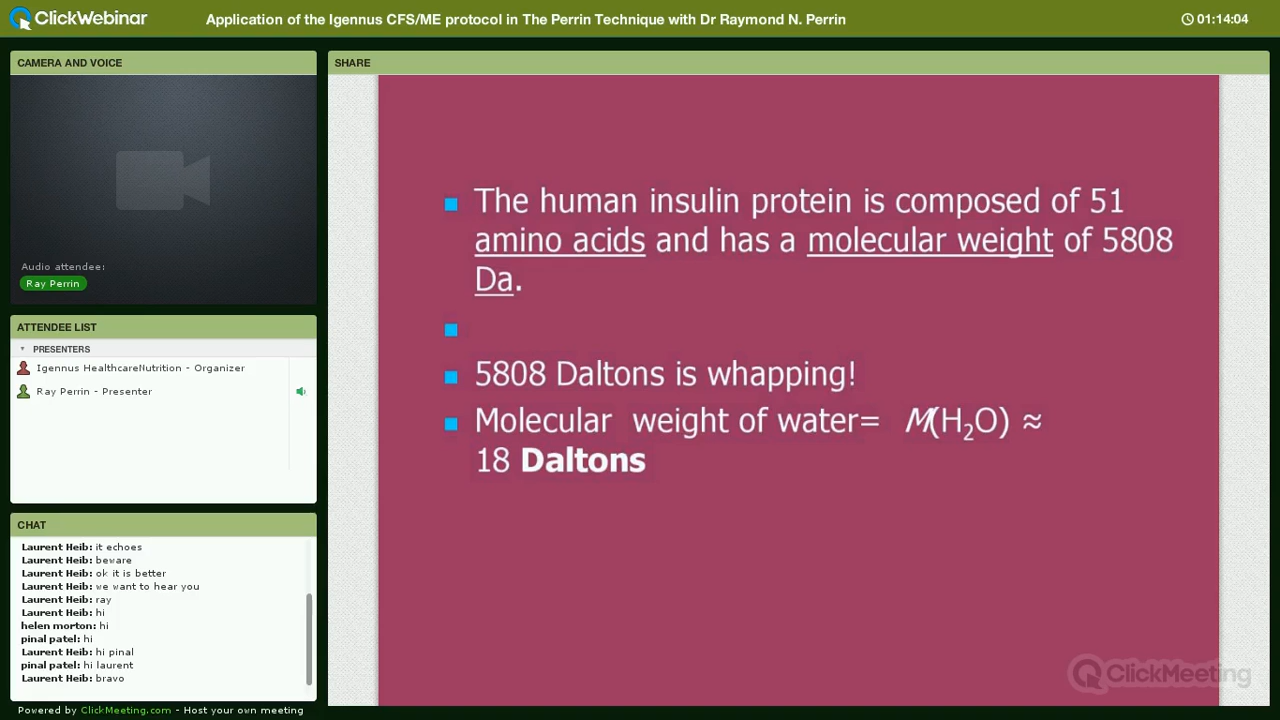 ClickWebinar
Application of the Igennus CFS/ME protocol in The Perrin Technique with Dr Raymond N. Perrin
01:14:04
CAMERA AND VOICE
Audio attendee:
Ray Perrin
ATTENDEE LIST
PRESENTERS
Igennus HealthcareNutrition - Organizer
Ray Perrin - Presenter
CHAT
Laurent Heib: it echoes
Laurent Heib: beware
Laurent Heib: ok it is better
Laurent Heib: we want to hear you
Laurent Heib: ray
Laurent Heib: hi
helen morton: hi
pinal patel: hi
Laurent Heib: hi pinal
pinal patel: hi laurent
Laurent Heib: bravo
Powered by ClickMeeting.com - Host your own meeting
SHARE
The human insulin protein is composed of 51
amino acids and has a molecular weight of 5808
Da.
5808 Daltons is whapping!
Molecular weight of water= M(H₂O) ≈
18 Daltons
ClickMeeting